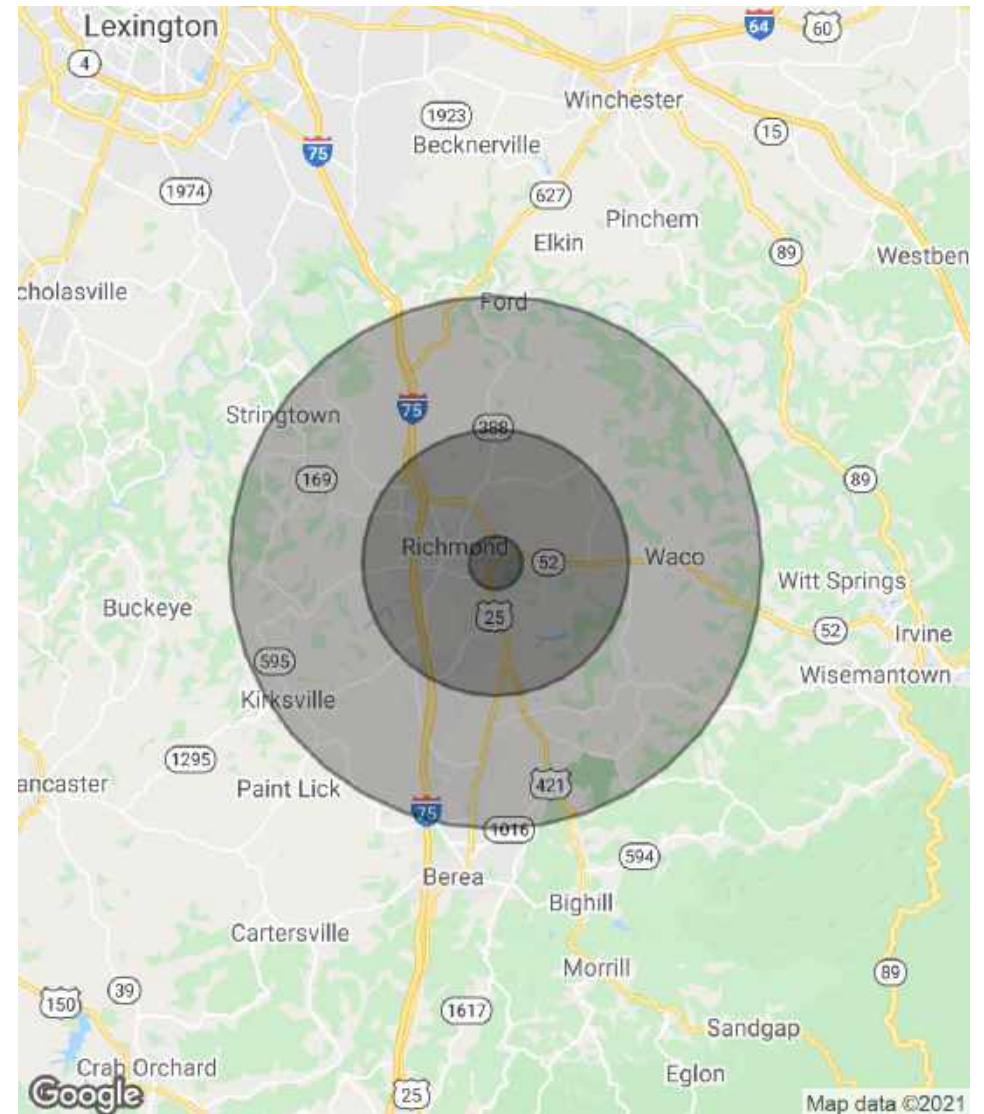 Lexington
64
60
4
Winchester
1923
15
Becknerville
75
1974
627
Pinchem
Elkin
89
Westben
cholasville
Ford
75
Stringtown
388
169
89
Richmond
52
Waco
Witt Springs
Buckeye
25
52
Irvine
595
Wisemantown
Kirksville
1295
ancaster
Paint Lick
421
75
1016
594
Berea
Bighill
Cartersville
Morrill
89
39
150
1617
Sandgap
Crab Orchard
Eglon
Google
25
Map data ©2021